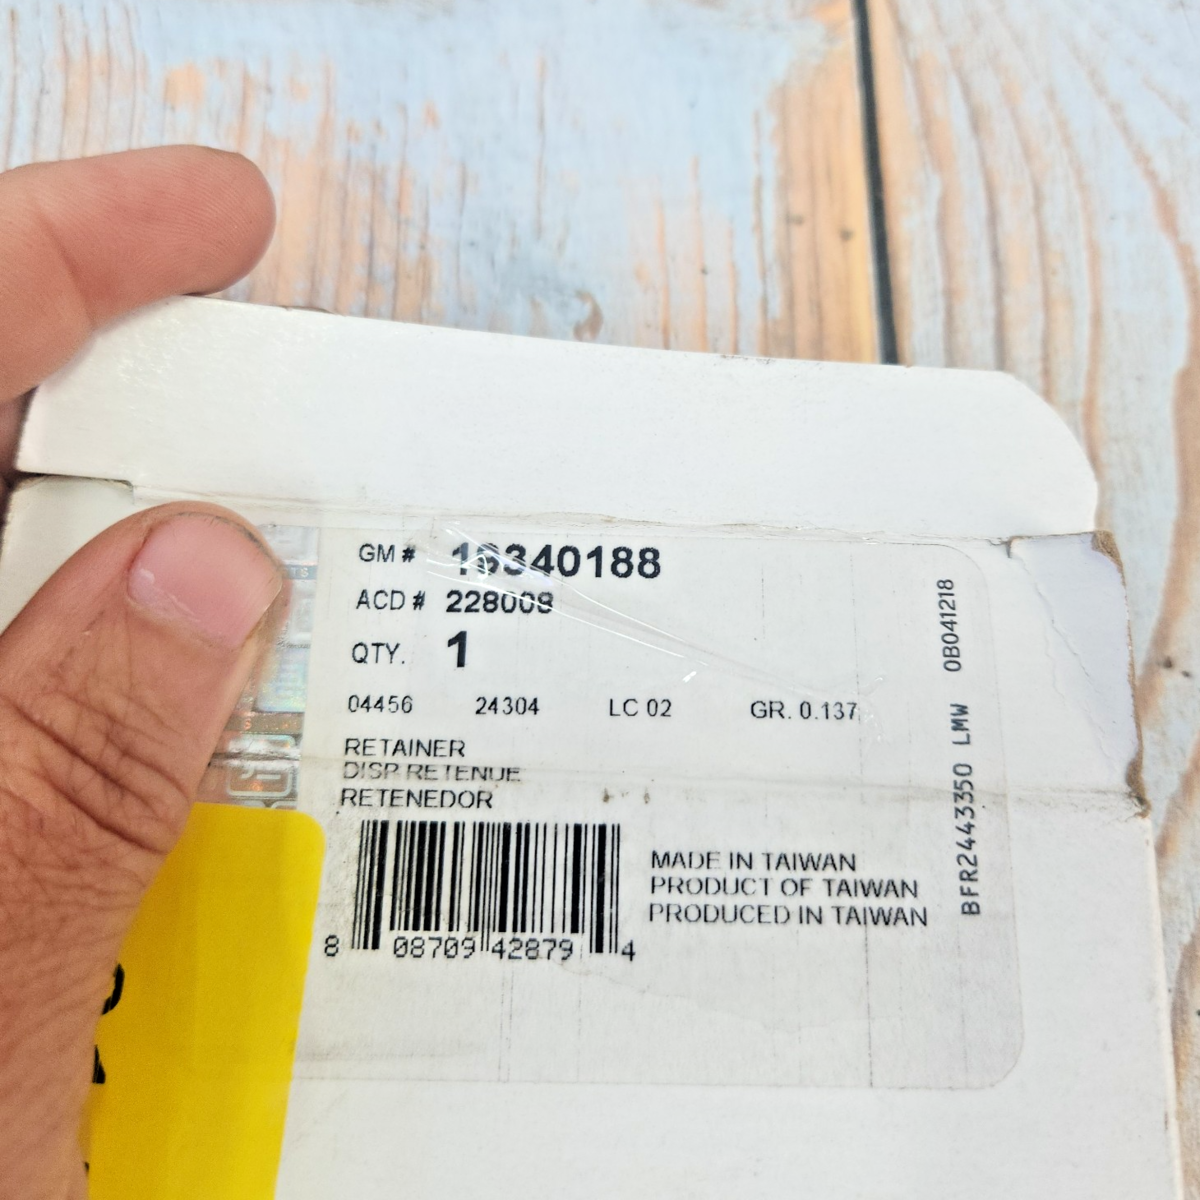 GM # 19340188
ACD # 228009
QTY. 1
04456 24304 LC 02 GR. 0.137
RETAINER
DISP RETENUE
RETENEDOR
8 08709 42879 4
MADE IN TAIWAN
PRODUCT OF TAIWAN
PRODUCED IN TAIWAN
BFR2443350 LMW 0B041218